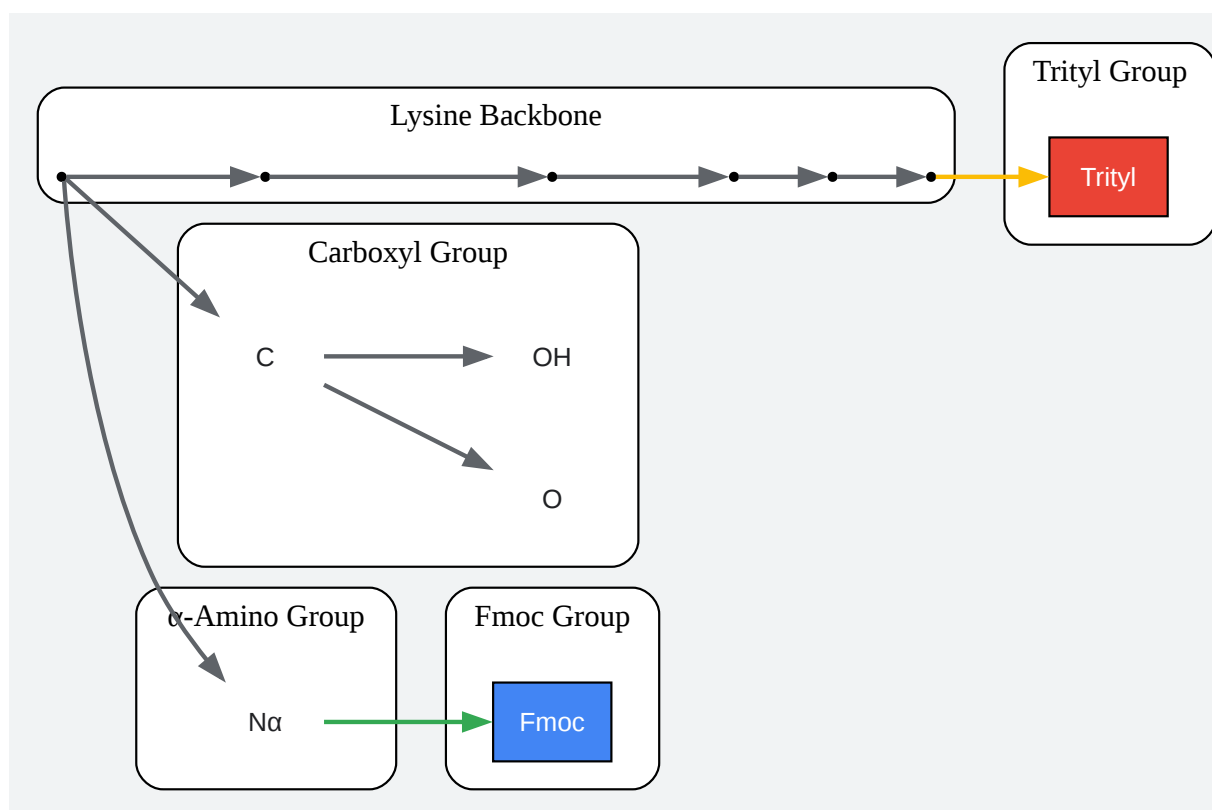 Trityl Group
Lysine Backbone
Trityl
Carboxyl Group
C
OH
O
α-Amino Group
Fmoc Group
Nα
Fmoc